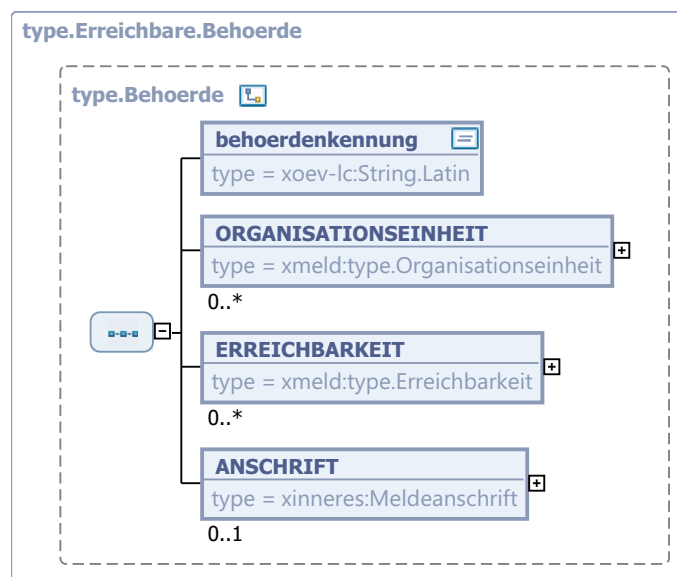 type.Erreichbare.Behoerde
type.Behoerde
behoerdenkennung
type = xoev-lc:String.Latin
ORGANISATIONSEINHEIT
type = xmeld:type.Organisationseinheit
0..*
ERREICHBARKEIT
type = xmeld:type.Erreichbarkeit
0..*
ANSCHRIFT
type = xinneres:Meldeanschrift
0..1